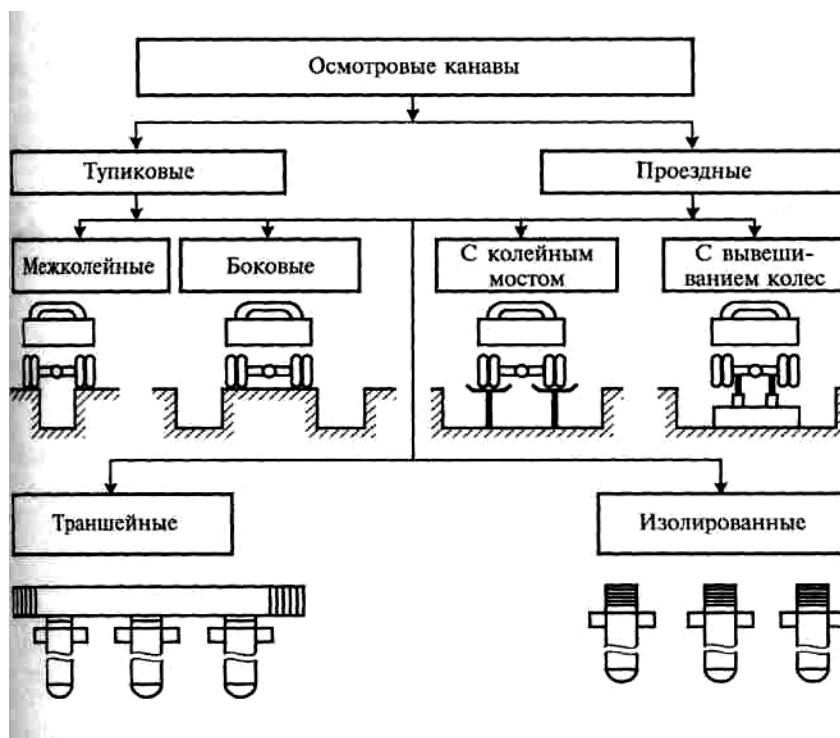 Осмотровые канавы
Тупиковые
Проездные
Межколейные
Боковые
С колейным
мостом
С вывеши-
ванием колес
Траншейные
Изолированные